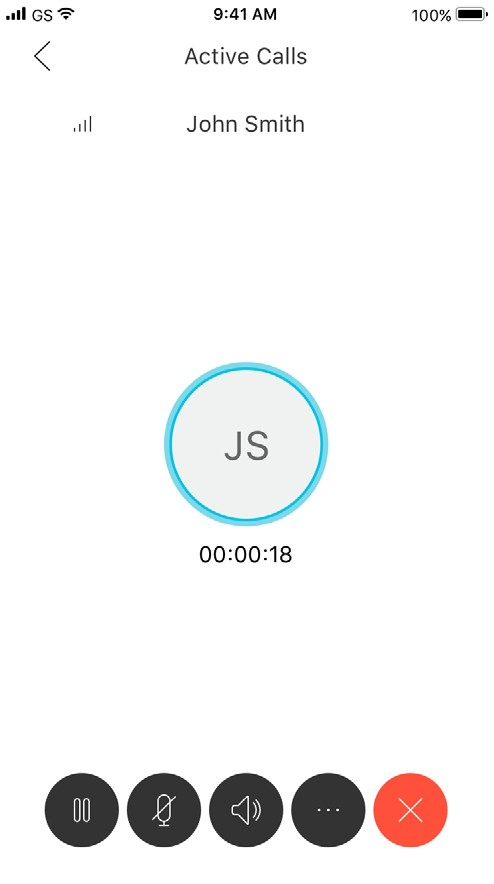 GS 9:41 AM 100%
Active Calls
John Smith
JS
00:00:18